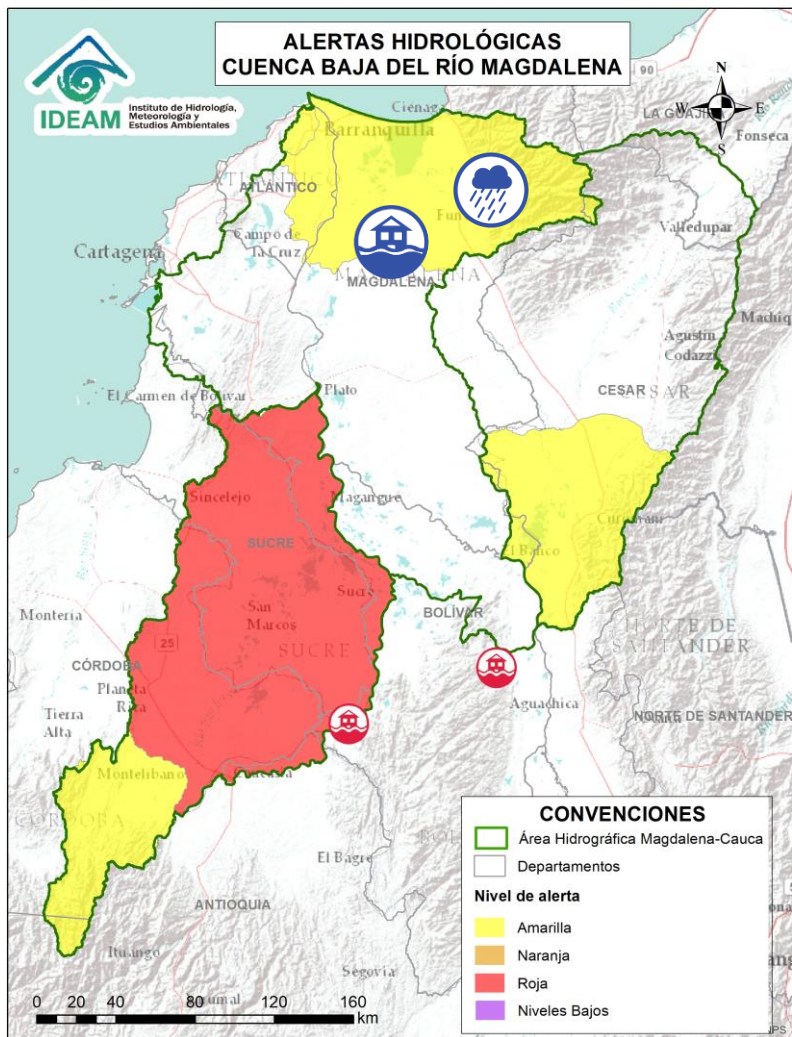 ALERTAS HIDROLÓGICAS
CUENCA BAJA DEL RÍO MAGDALENA
IDEAM
Instituto de Hidrología,
Meteorología y
Estudios Ambientales
N
W
E
S
90
Ciénaga
LA GUAJIRA
Barranquilla
Fonseca
ATLÁNTICO
Valledupar
Cartagena
Campo de
la Cruz
MAGDALENA
MAGDALENA
Agustín
Codazzi
CESAR
CESAR
Plato
El Carmen de Bolívar
Sincelejo
Magangué
SUCRE
El Banco
Sucre
BOLÍVAR
San
Marcos
Montería
SUCRE
NORTE DE
SANTANDER
25
CÓRDOBA
Planeta
Rica
Aguachica
NORTE DE SANTANDER
Tierra
Alta
Montelíbano
CÓRDOBA
El Bagre
ANTIOQUIA
Ituango
Segovia
CONVENCIONES
Área Hidrográfica Magdalena-Cauca
Departamentos
Nivel de alerta
Amarilla
Naranja
Roja
Niveles Bajos
0 20 40 80 120 160
km